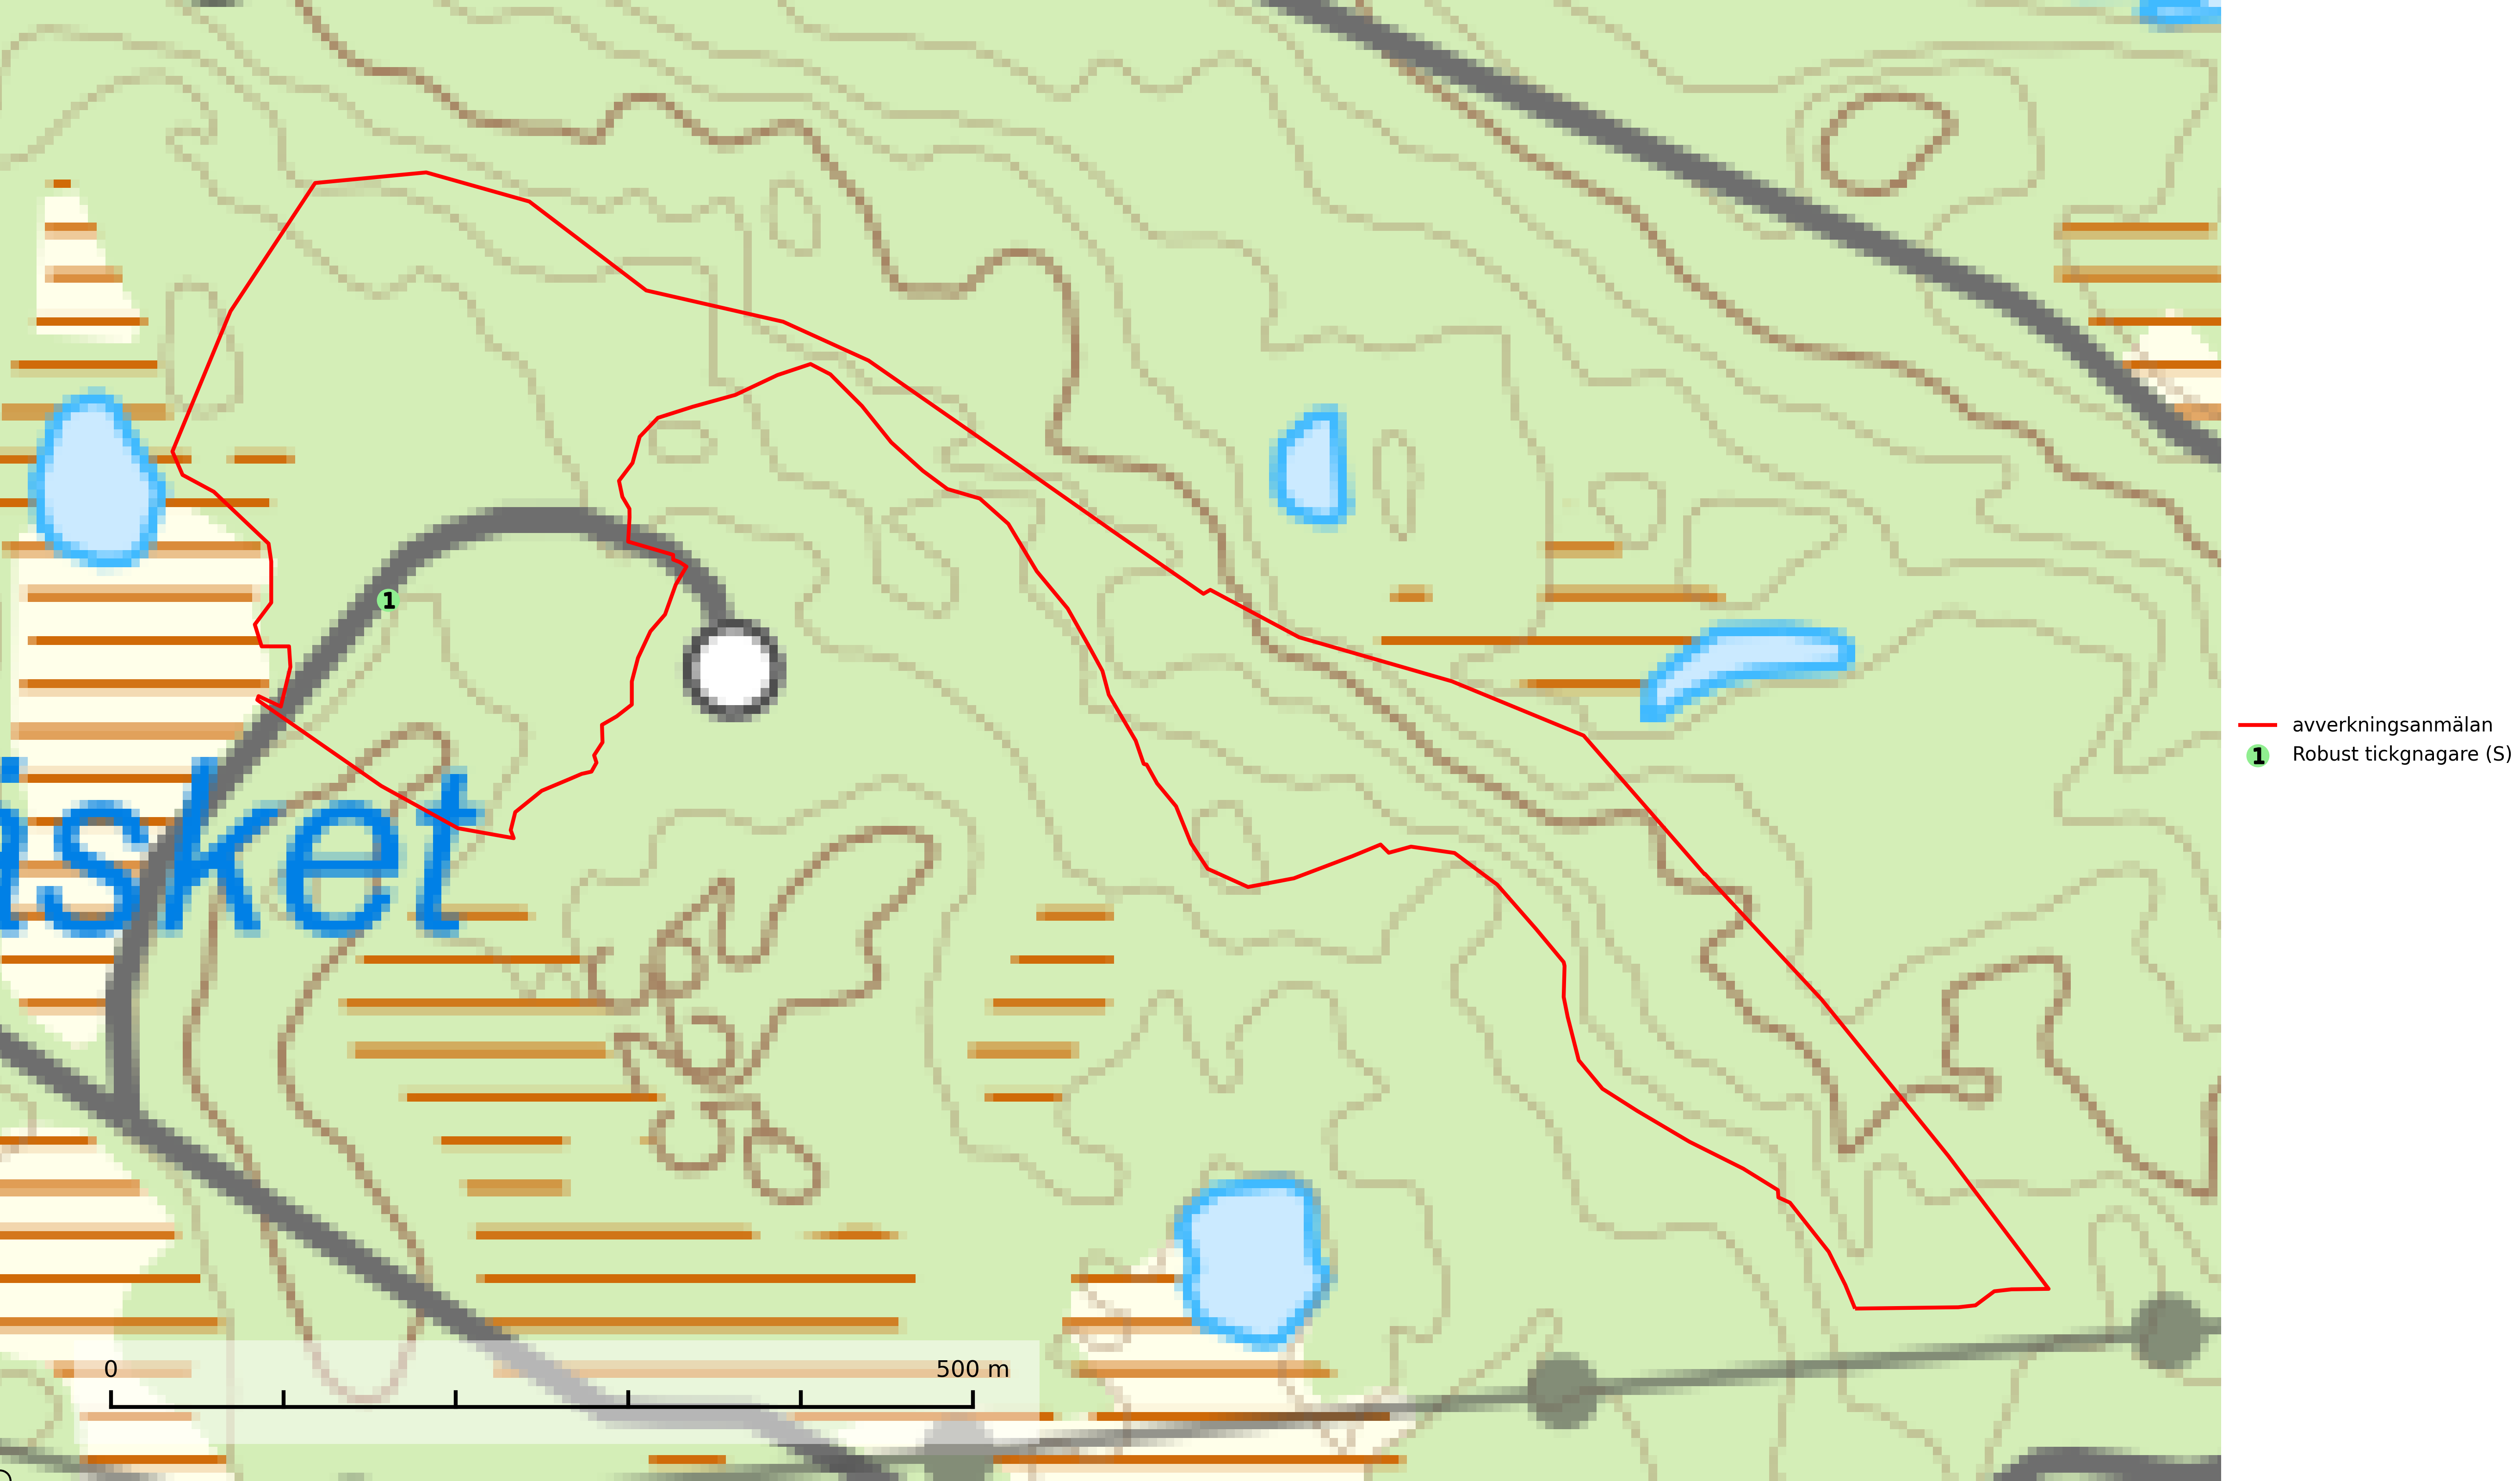 1
sket
0 500 m
avverkningsanmälan
1 Robust tickgnagare (S)